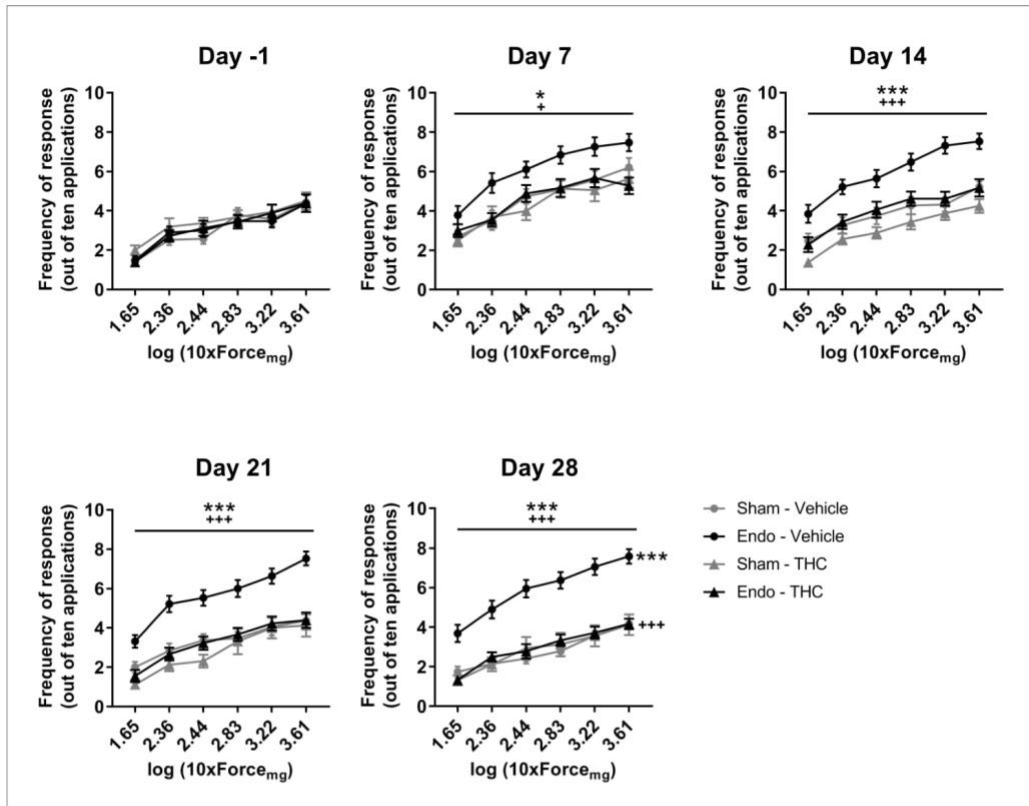 Day -1
Frequency of response
(out of ten applications)
10
8
6
4
2
0
1.65
2.36
2.44
2.83
3.22
3.61
log (10xForcemg)
Day 7
*
+
Frequency of response
(out of ten applications)
10
8
6
4
2
0
1.65
2.36
2.44
2.83
3.22
3.61
log (10xForcemg)
Day 14
***
+++
Frequency of response
(out of ten applications)
10
8
6
4
2
0
1.65
2.36
2.44
2.83
3.22
3.61
log (10xForcemg)
Day 21
***
+++
Frequency of response
(out of ten applications)
10
8
6
4
2
0
1.65
2.36
2.44
2.83
3.22
3.61
log (10xForcemg)
Day 28
***
+++
Frequency of response
(out of ten applications)
10
8
6
4
2
0
***
+++
1.65
2.36
2.44
2.83
3.22
3.61
log (10xForcemg)
Sham - Vehicle
Endo - Vehicle
Sham - THC
Endo - THC